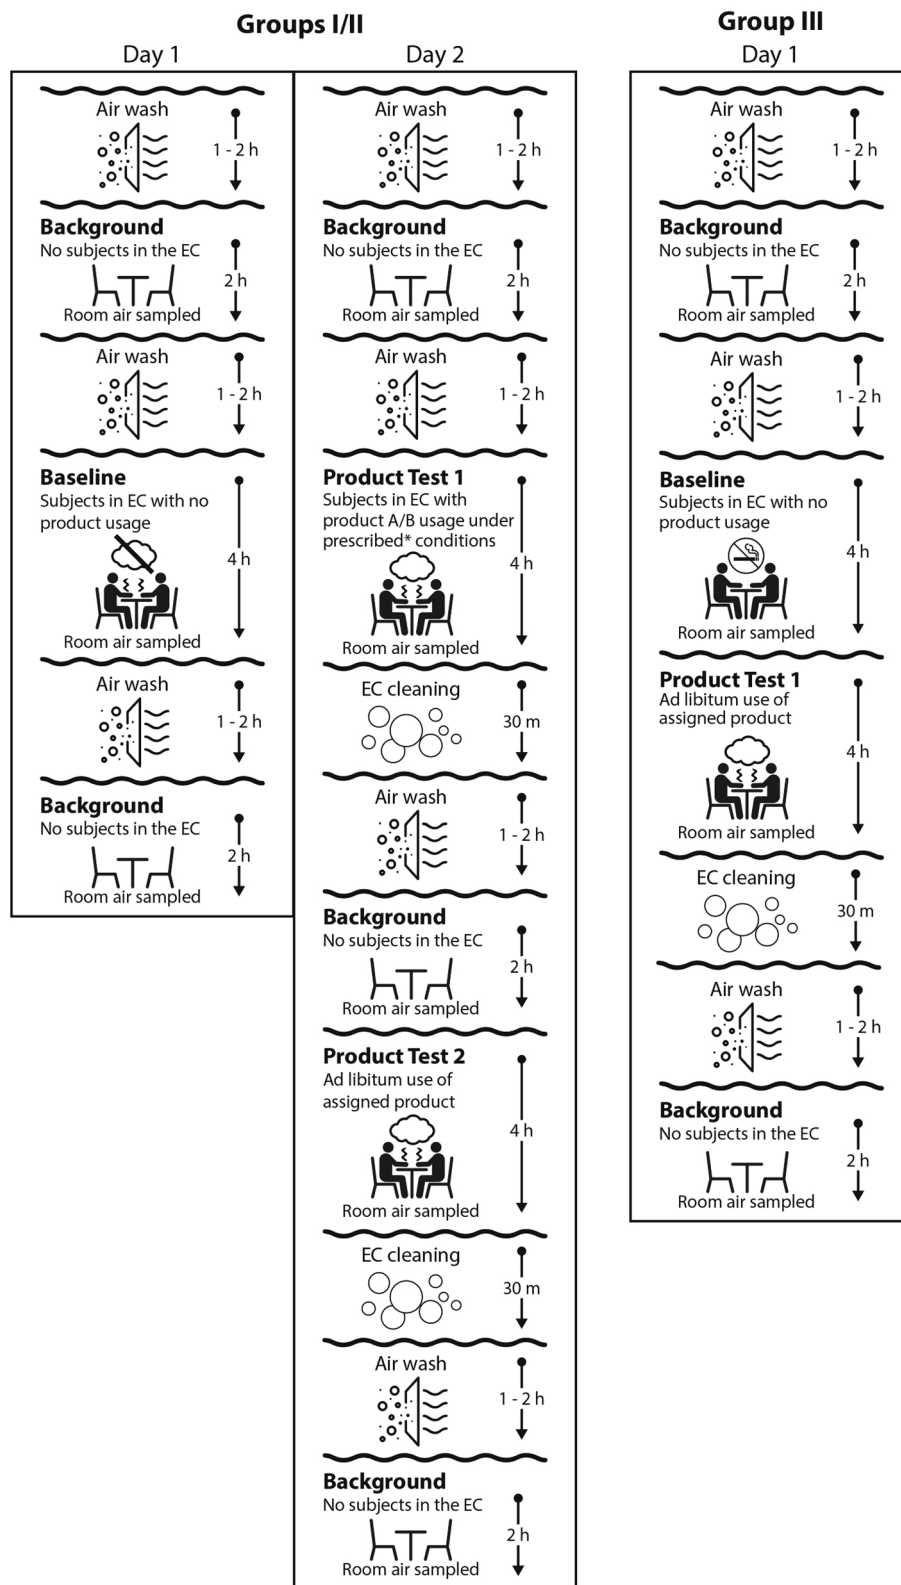 Groups I/II
Day 1
Air wash
1 - 2 h
Background
No subjects in the EC
2 h
Room air sampled
Air wash
1 - 2 h
Baseline
Subjects in EC with no
product usage
4 h
Room air sampled
Air wash
1 - 2 h
Background
No subjects in the EC
2 h
Room air sampled
Day 2
Air wash
1 - 2 h
Background
No subjects in the EC
2 h
Room air sampled
Air wash
1 - 2 h
Product Test 1
Subjects in EC with
product A/B usage under
prescribed* conditions
4 h
Room air sampled
EC cleaning
30 m
Air wash
1 - 2 h
Background
No subjects in the EC
2 h
Room air sampled
Product Test 2
Ad libitum use of
assigned product
4 h
Room air sampled
EC cleaning
30 m
Air wash
1 - 2 h
Background
No subjects in the EC
2 h
Room air sampled
Group III
Day 1
Air wash
1 - 2 h
Background
No subjects in the EC
2 h
Room air sampled
Air wash
1 - 2 h
Baseline
Subjects in EC with no
product usage
4 h
Room air sampled
Product Test 1
Ad libitum use of
assigned product
4 h
Room air sampled
EC cleaning
30 m
Air wash
1 - 2 h
Background
No subjects in the EC
2 h
Room air sampled